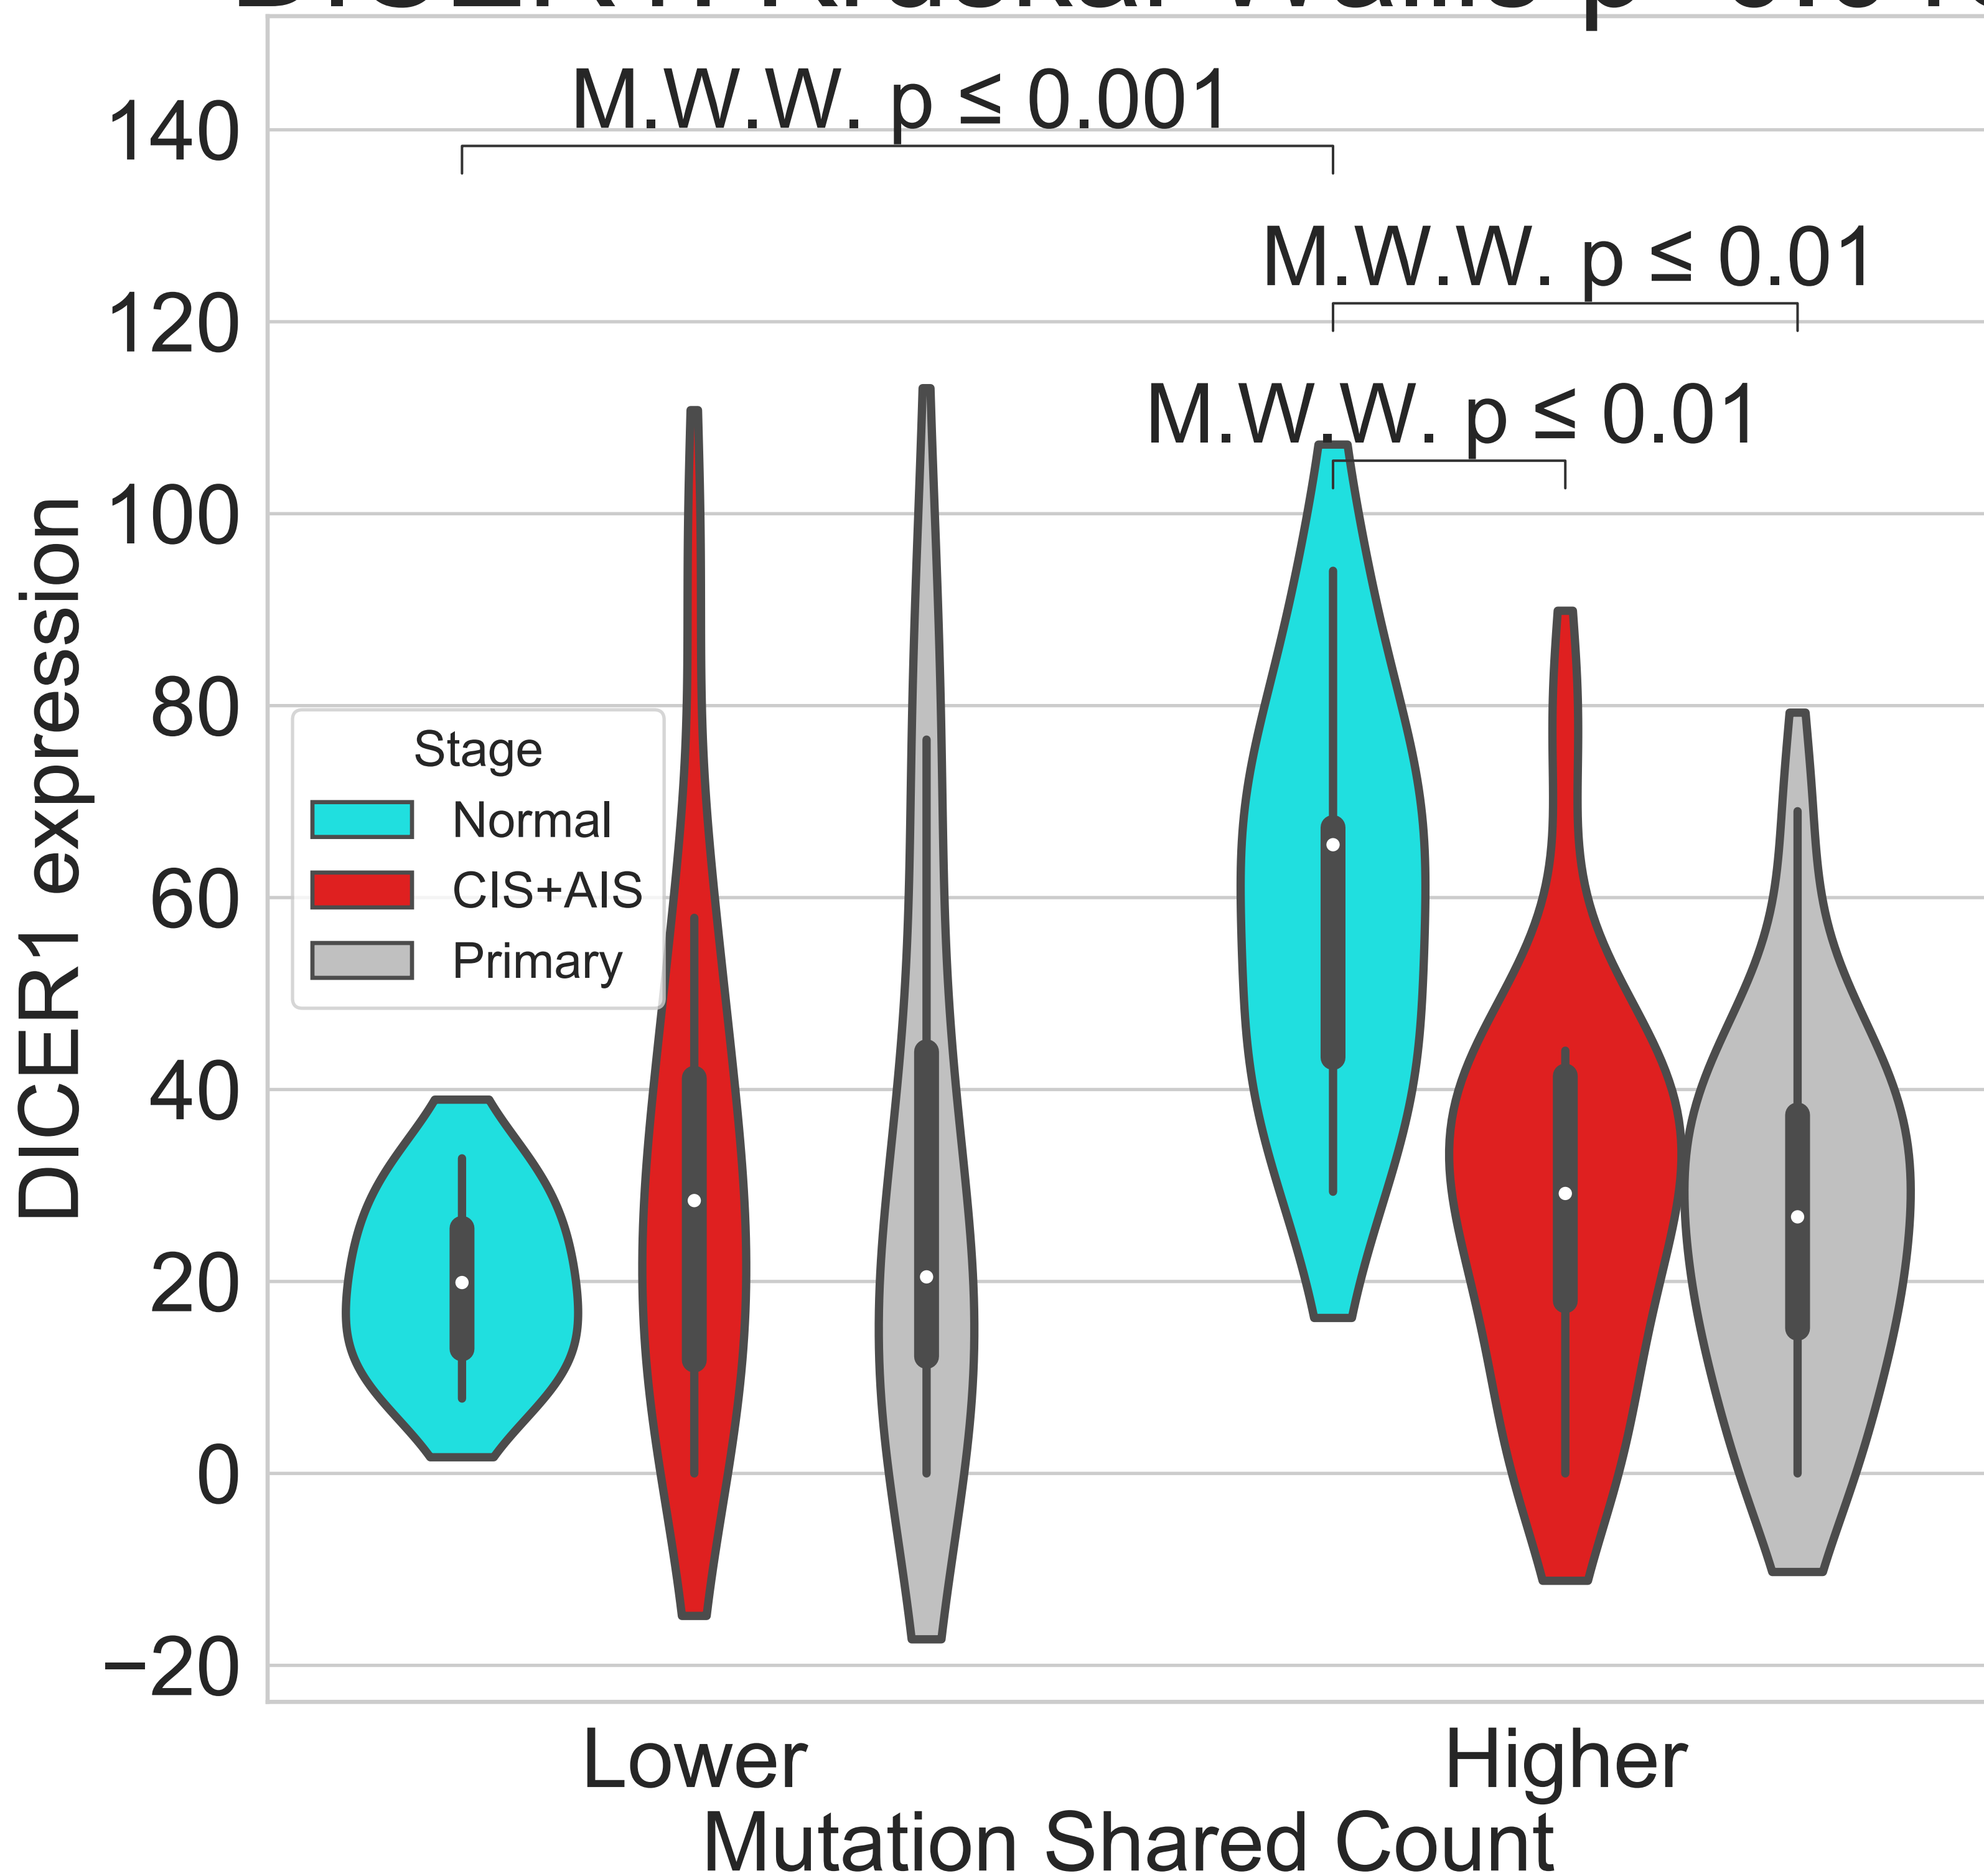 M.W.W. p ≤ 0.001
M.W.W. p ≤ 0.01
M.W.W. p ≤ 0.01
140
120
100
80
60
40
20
0
−20
DICER1 expression
Stage
Normal
CIS+AIS
Primary
Lower
Higher
Mutation Shared Count